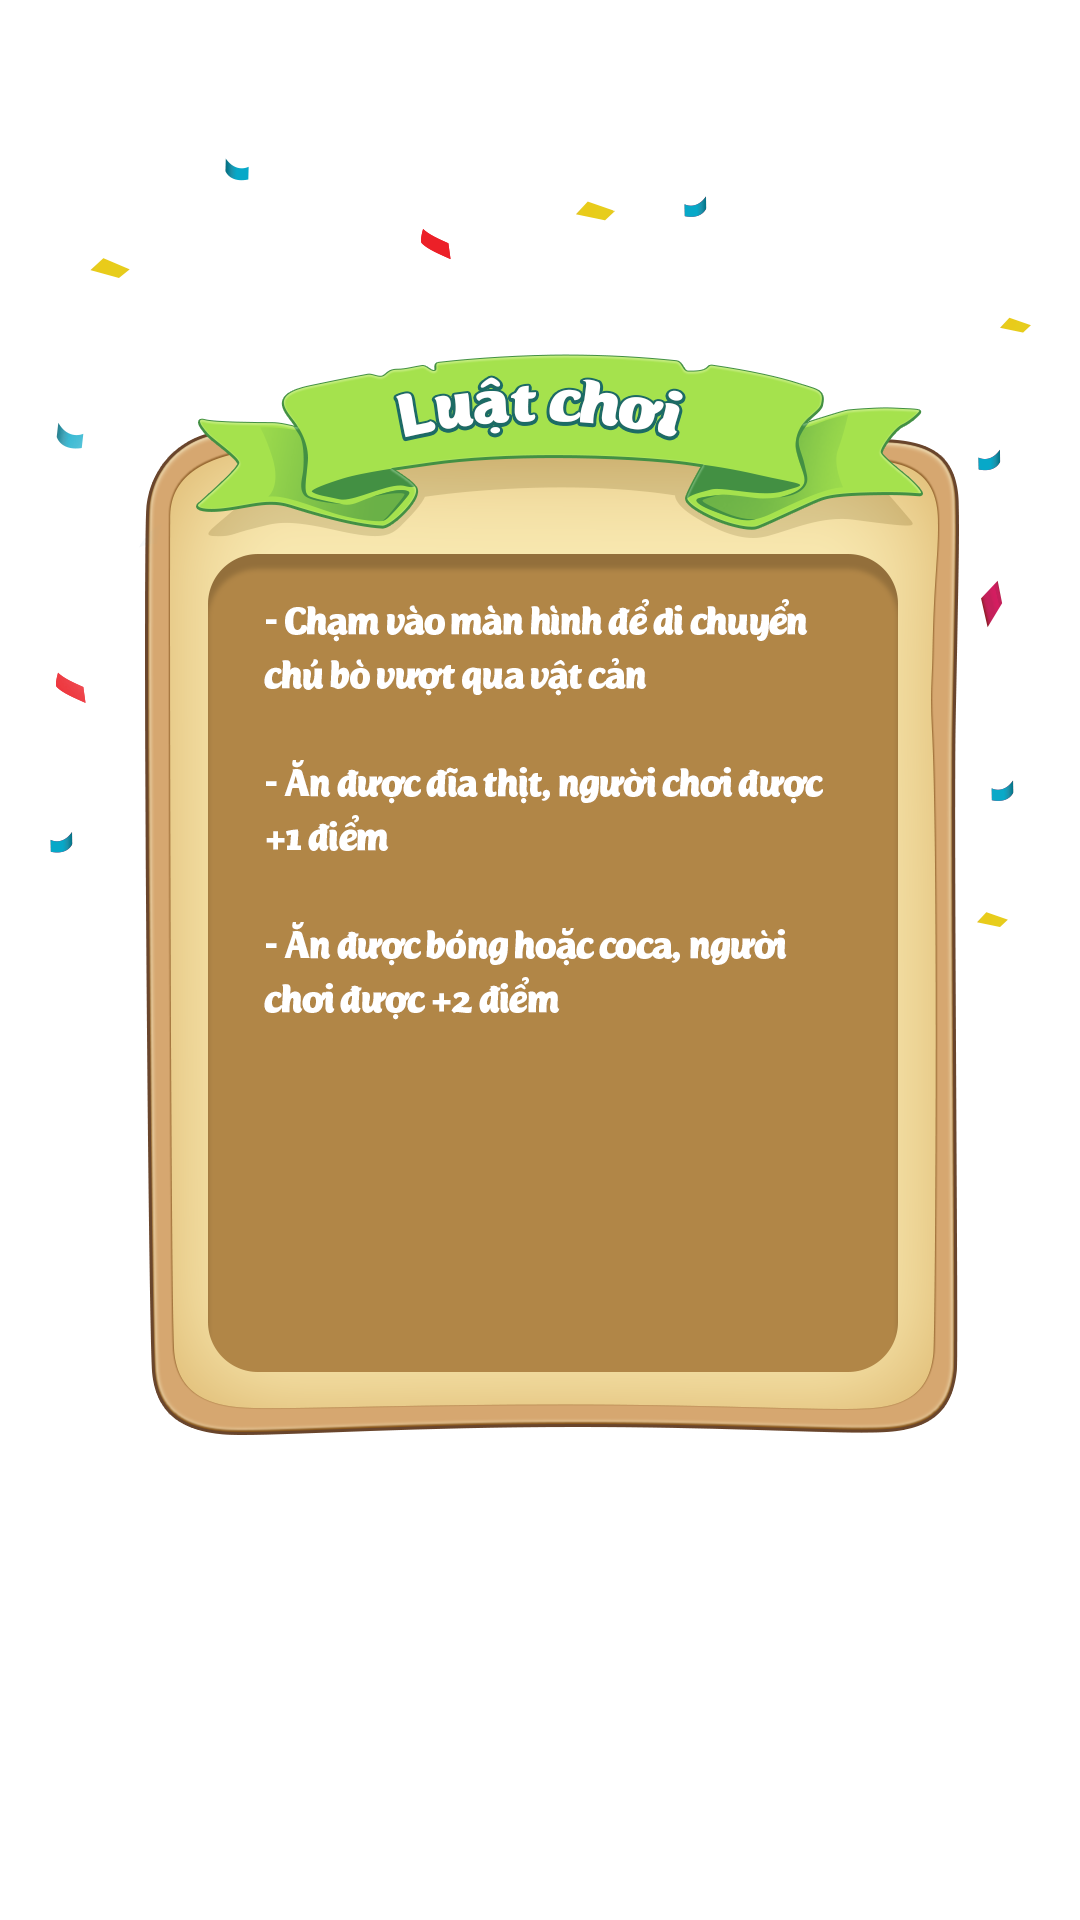 Luật chơi
- Chạm vào màn hình để di chuyển
chú bò vượt qua vật cản
- Ăn được đĩa thịt, người chơi được
+1 điểm
- Ăn được bóng hoặc coca, người
chơi được +2 điểm